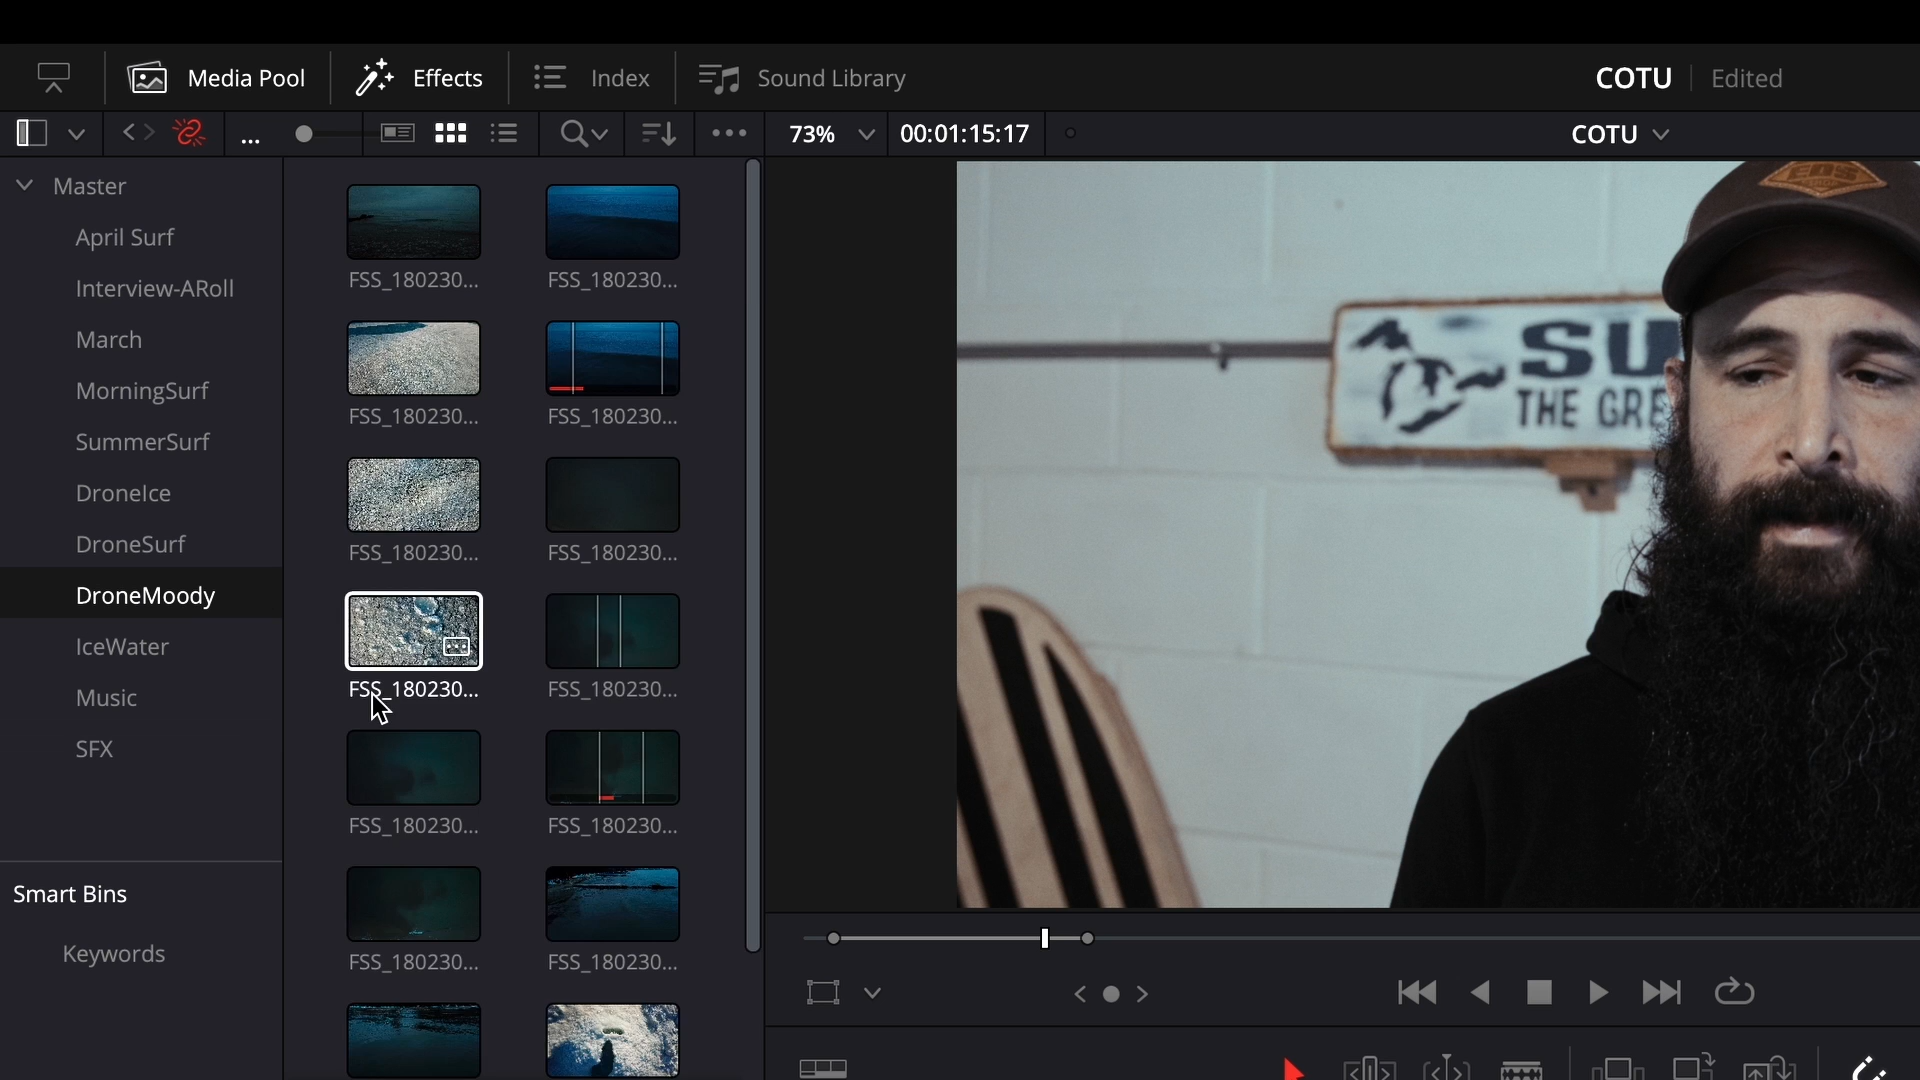 Media Pool
Effects
Index
Sound Library
COTU
Edited
...
73%
00:01:15:17
COTU
Master
April Surf
Interview-ARoll
March
MorningSurf
SummerSurf
DroneIce
DroneSurf
DroneMoody
IceWater
Music
SFX
Smart Bins
Keywords
FSS_180230...
FSS_180230...
FSS_180230...
FSS_180230...
FSS_180230...
FSS_180230...
FSS_180230...
FSS_180230...
FSS_180230...
FSS_180230...
FSS_180230...
FSS_180230...
EDS
SU
THE GRE